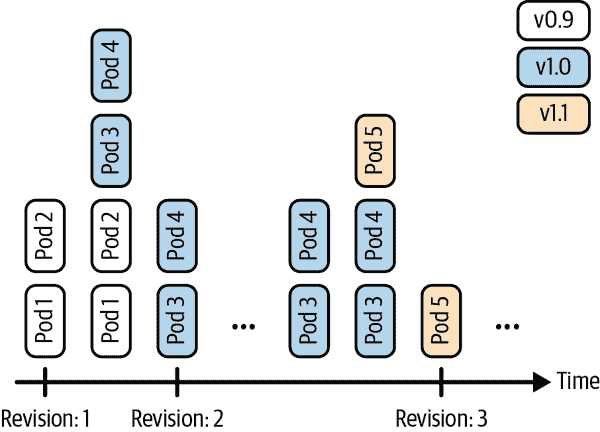 v0.9
v1.0
v1.1
Pod 4
Pod 3
Pod 5
Pod 2
Pod 2
Pod 4
Pod 4
Pod 4
Pod 1
Pod 1
Pod 3
...
Pod 3
Pod 3
Pod 5
...
Time
Revision: 1
Revision: 2
Revision: 3